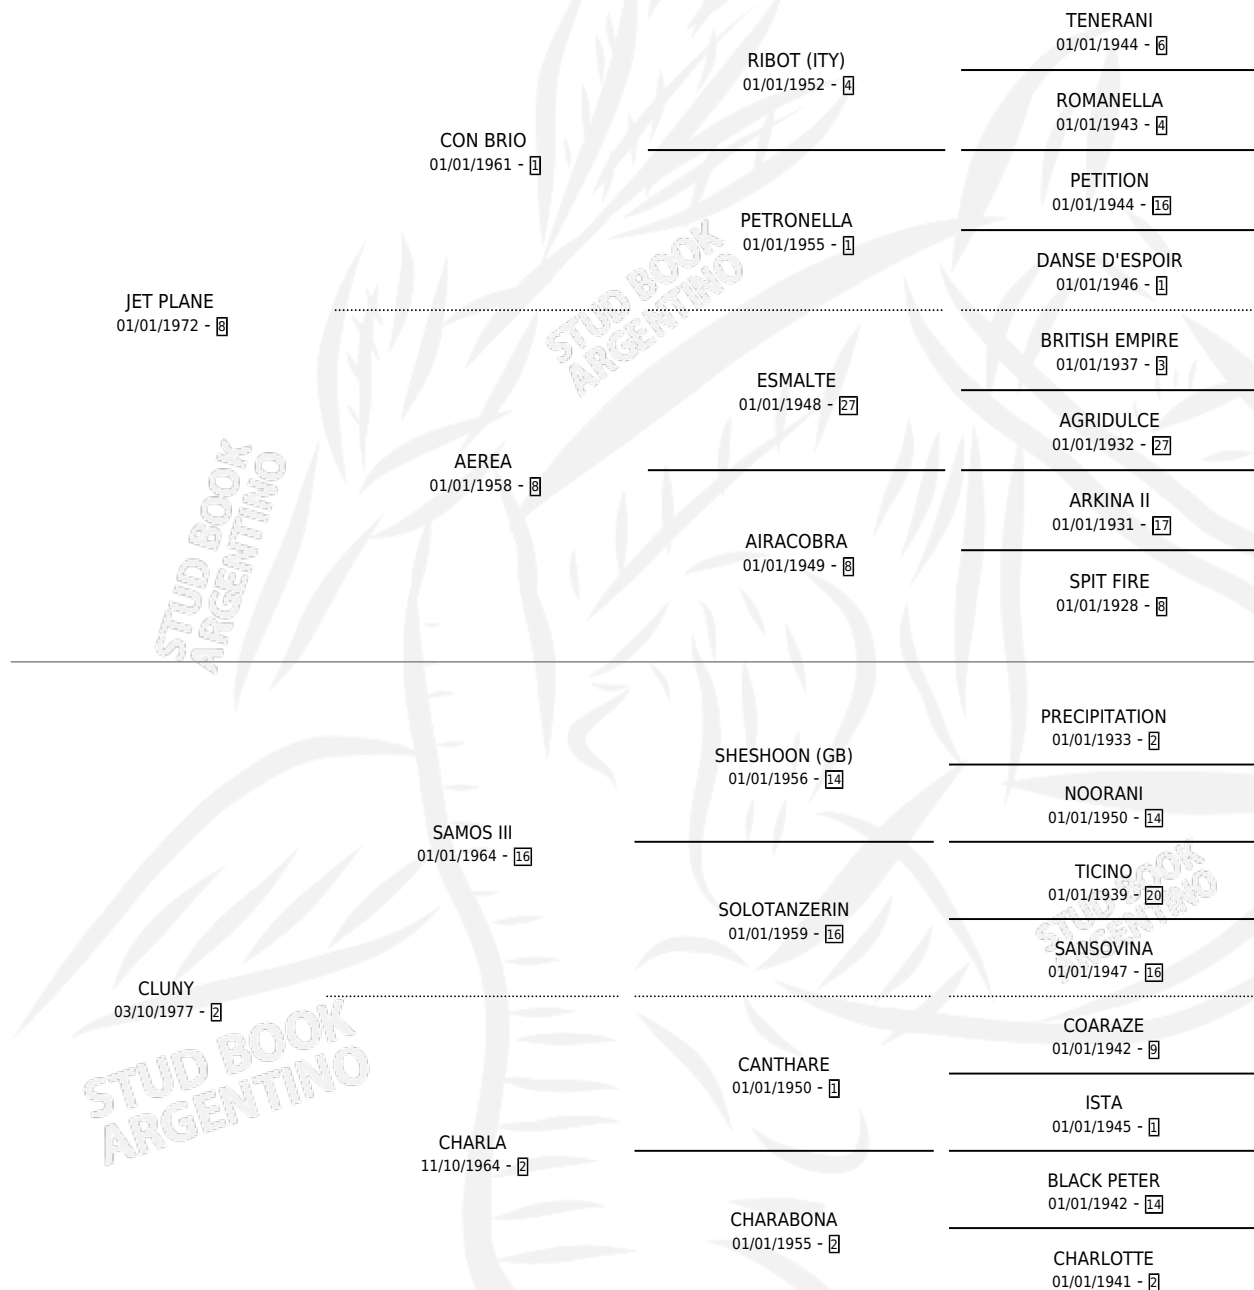 TENERANI
01/01/1944 - 6
RIBOT (ITY)
01/01/1952 - 4
ROMANELLA
01/01/1943 - 4
CON BRIO
01/01/1961 - 1
PETITION
01/01/1944 - 16
PETRONELLA
01/01/1955 - 1
DANSE D'ESPOIR
01/01/1946 - 1
JET PLANE
01/01/1972 - 8
BRITISH EMPIRE
01/01/1937 - 3
ESMALTE
01/01/1948 - 27
AGRIDULCE
01/01/1932 - 27
AEREA
01/01/1958 - 8
ARKINA II
01/01/1931 - 17
AIRACOBRA
01/01/1949 - 8
SPIT FIRE
01/01/1928 - 8
STUD BOOK
ARGENTINO
STUD BOOK
ARGENTINO
PRECIPITATION
01/01/1933 - 2
SHESHOON (GB)
01/01/1956 - 14
NOORANI
01/01/1950 - 14
SAMOS III
01/01/1964 - 16
TICINO
01/01/1939 - 20
SOLOTANZERIN
01/01/1959 - 16
SANSOVINA
01/01/1947 - 16
CLUNY
03/10/1977 - 2
COARAZE
01/01/1942 - 9
CANTHARE
01/01/1950 - 1
ISTA
01/01/1945 - 1
CHARLA
11/10/1964 - 2
BLACK PETER
01/01/1942 - 14
CHARABONA
01/01/1955 - 2
CHARLOTTE
01/01/1941 - 2
STUD BOOK
ARGENTINO
STUD BOOK
ARGENTINO